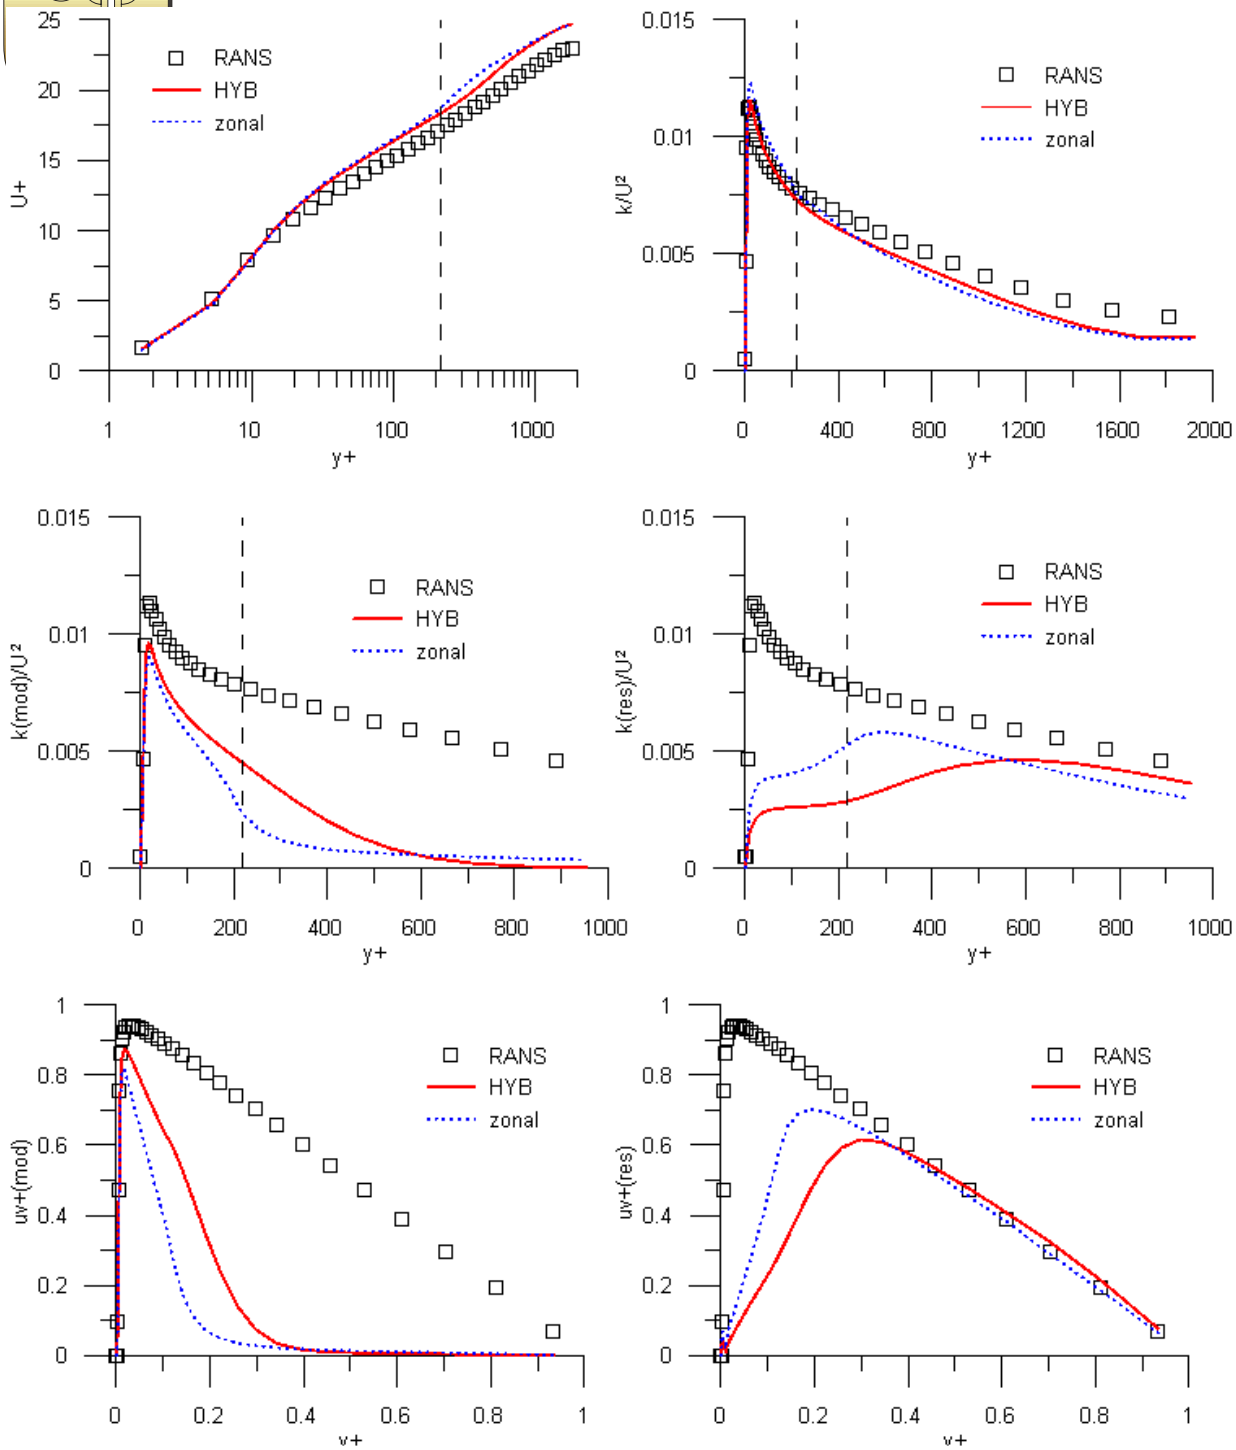 25
20
15
10
5
0
U+
RANS
HYB
zonal
1
10
100
1000
y+
0.015
0.01
0.005
0
k/U²
RANS
HYB
zonal
0
400
800
1200
1600
2000
y+
0.015
0.01
0.005
0
k(mod)/U²
RANS
HYB
zonal
0
200
400
600
800
1000
y+
0.015
0.01
0.005
0
k(res)/U²
RANS
HYB
zonal
0
200
400
600
800
1000
y+
1
0.8
0.6
0.4
0.2
0
uv+(mod)
RANS
HYB
zonal
0
0.2
0.4
0.6
0.8
1
y+
1
0.8
0.6
0.4
0.2
0
uv+(res)
RANS
HYB
zonal
0
0.2
0.4
0.6
0.8
1
y+